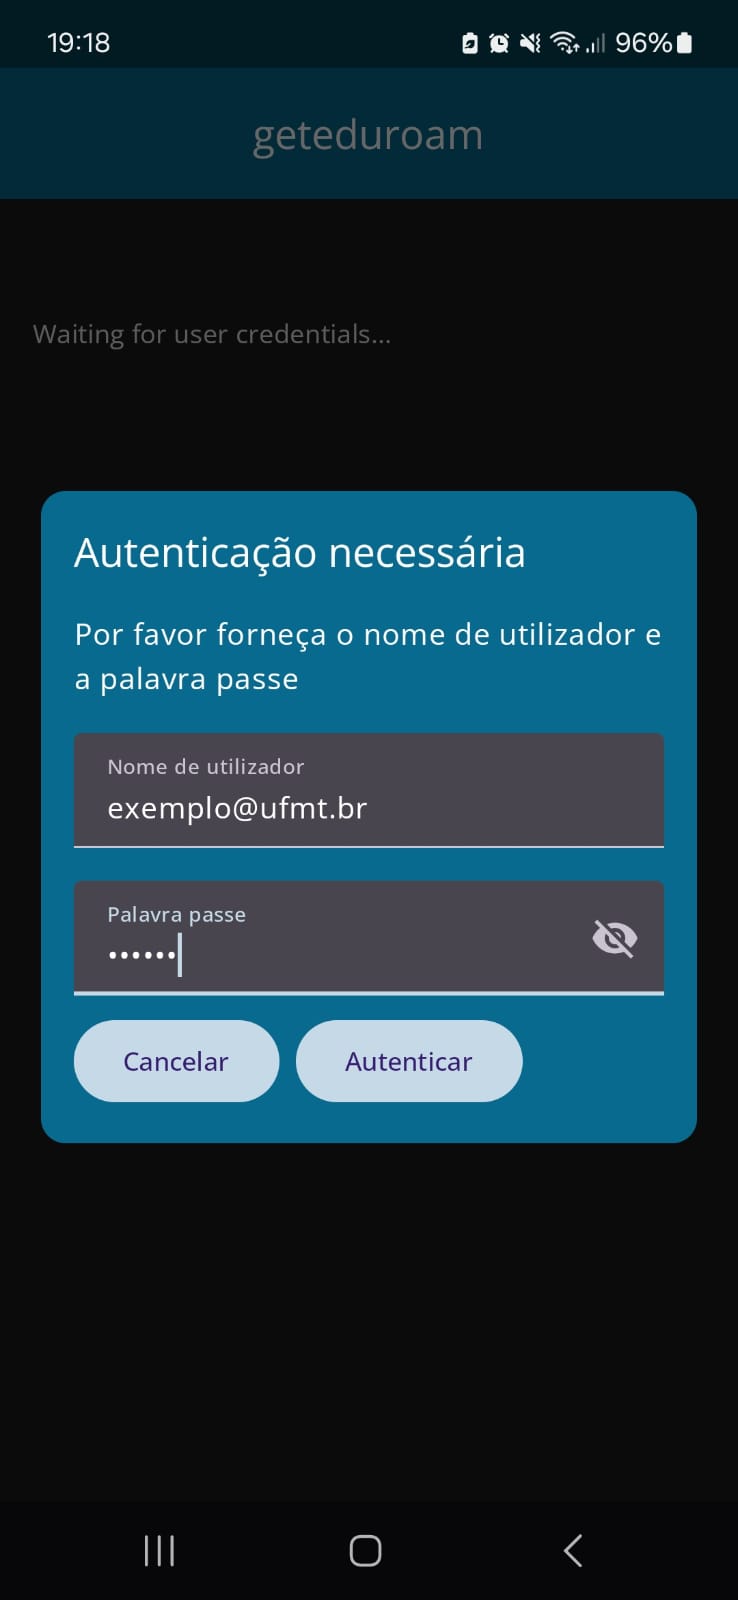 19:18 96%
geteduroam
Waiting for user credentials...
Autenticação necessária
Por favor forneça o nome de utilizador e
a palavra passe
Nome de utilizador
exemplo@ufmt.br
Palavra passe
••••••
Cancelar Autenticar